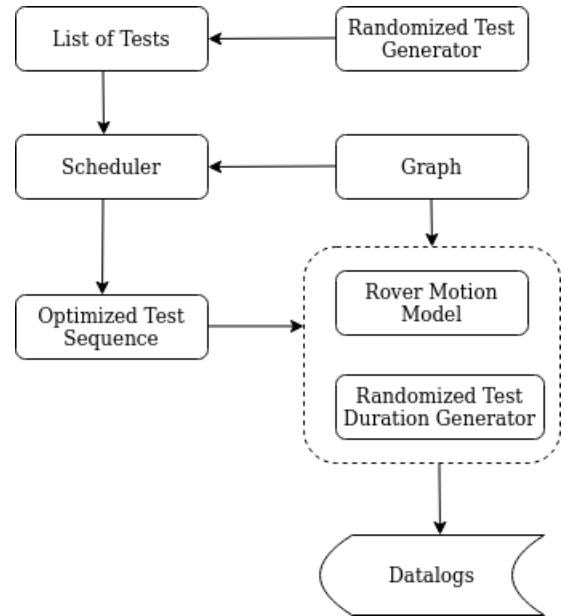 List of Tests
Randomized Test
Generator
Scheduler
Graph
Optimized Test
Sequence
Rover Motion
Model
Randomized Test
Duration Generator
Datalogs